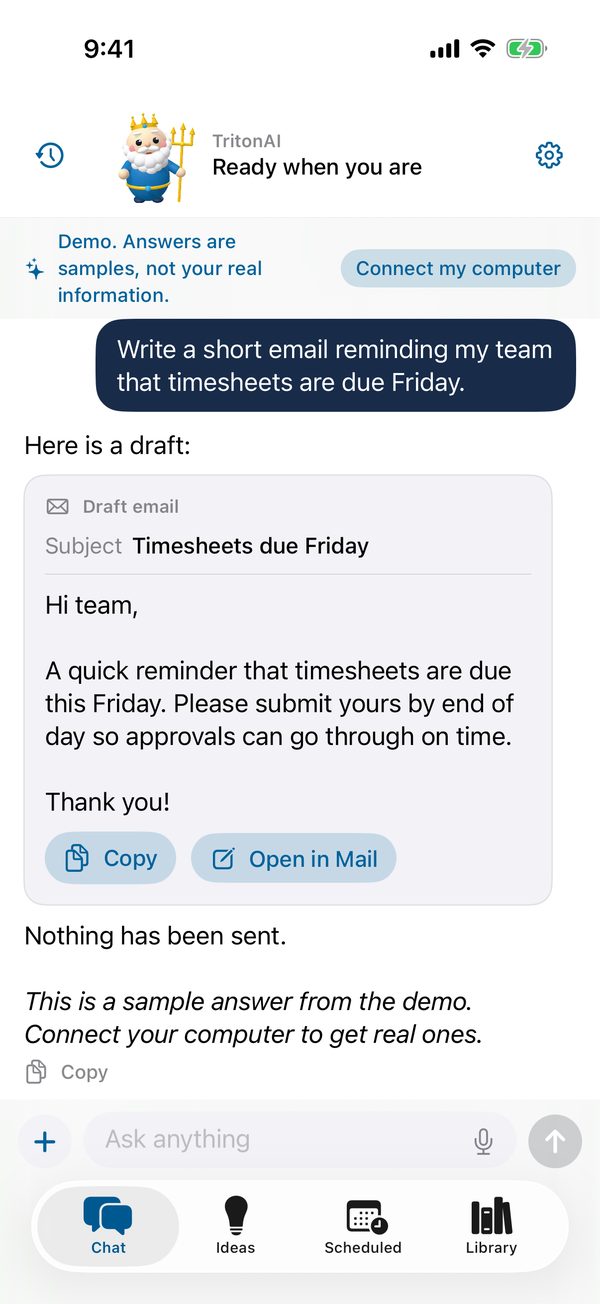 9:41
TritonAI
Ready when you are
Demo. Answers are
samples, not your real
information.
Connect my computer
Write a short email reminding my team
that timesheets are due Friday.
Here is a draft:
Draft email
Subject Timesheets due Friday
Hi team,
A quick reminder that timesheets are due
this Friday. Please submit yours by end of
day so approvals can go through on time.
Thank you!
Copy
Open in Mail
Nothing has been sent.
This is a sample answer from the demo.
Connect your computer to get real ones.
Copy
Ask anything
Chat
Ideas
Scheduled
Library